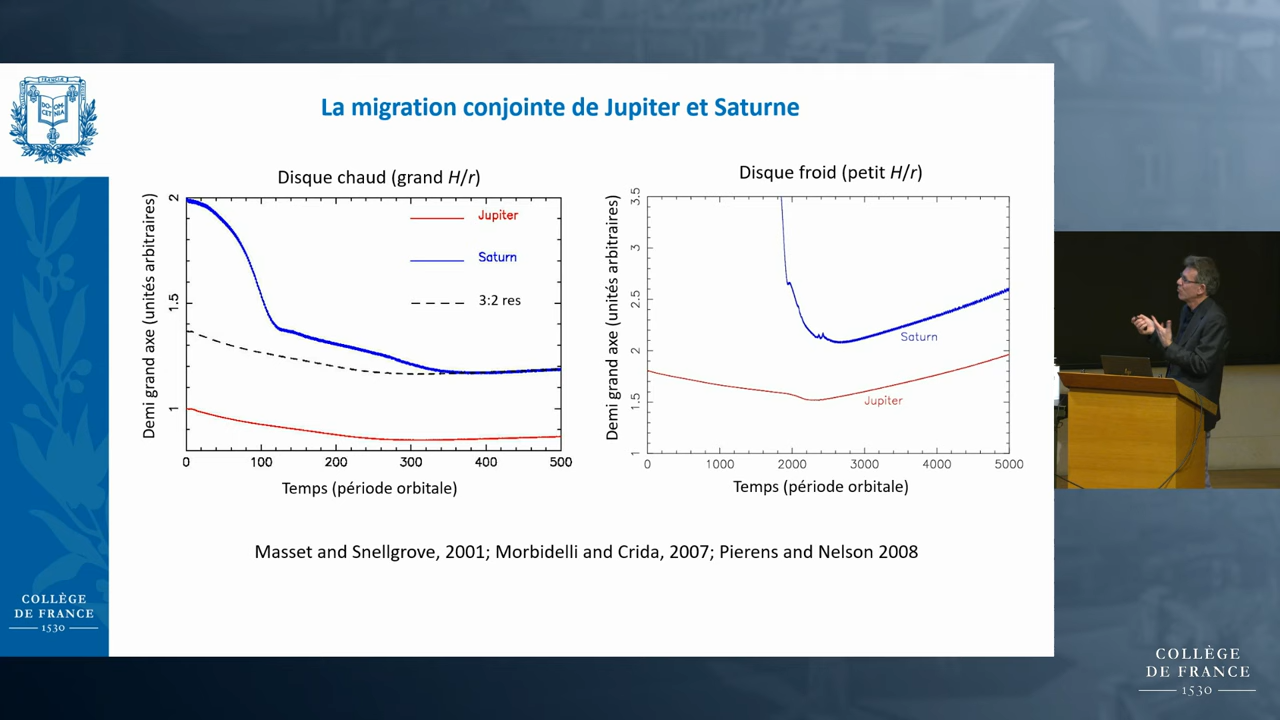 La migration conjointe de Jupiter et Saturne
Disque chaud (grand H/r)
Demi grand axe (unités arbitraires)
2
1.5
1
Jupiter
Saturn
3:2 res
0 100 200 300 400 500
Temps (période orbitale)
Disque froid (petit H/r)
Demi grand axe (unités arbitraires)
3.5
3
2.5
2
1.5
1
Saturn
Jupiter
0 1000 2000 3000 4000 5000
Temps (période orbitale)
Masset and Snellgrove, 2001; Morbidelli and Crida, 2007; Pierens and Nelson 2008
COLLÈGE
DE FRANCE
1530
COLLÈGE
DE FRANCE
1530